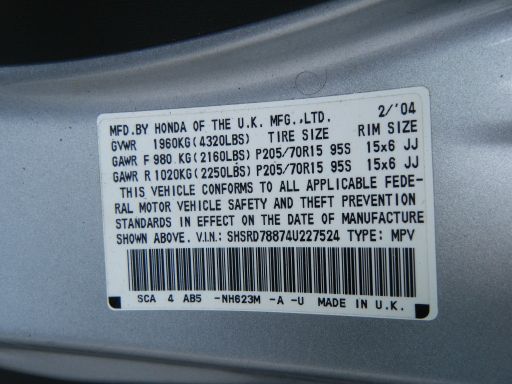 MFD.BY HONDA OF THE U.K. MFG.,LTD. 2/'04
GVWR 1960KG(4320LBS) TIRE SIZE RIM SIZE
GAWR F 980 KG(2160LBS) P205/70R15 95S 15x6 JJ
GAWR R 1020KG(2250LBS) P205/70R15 95S 15x6 JJ
THIS VEHICLE CONFORMS TO ALL APPLICABLE FEDE-
RAL MOTOR VEHICLE SAFETY AND THEFT PREVENTION
STANDARDS IN EFFECT ON THE DATE OF MANUFACTURE
SHOWN ABOVE. V.I.N.: SHSRD78874U227524 TYPE: MPV
SCA 4 AB5 -NH623M -A -U MADE IN U.K.